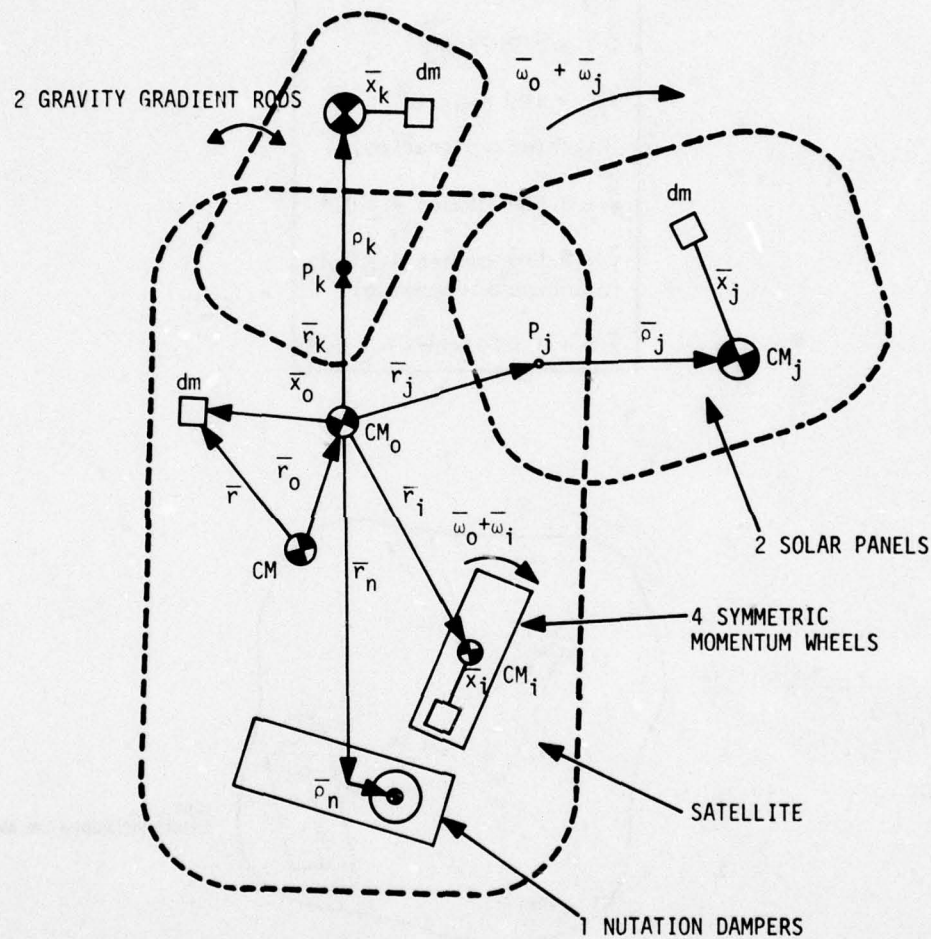 dm
x̄k
ω̄o + ω̄j
2 GRAVITY GRADIENT RODS
dm
ρk
Pk
x̄j
r̄k
Pj
ρ̄j
CMj
dm
x̄o
r̄j
CMo
r̄o
r̄
r̄i
ω̄o+ω̄i
2 SOLAR PANELS
CM
r̄n
4 SYMMETRIC
MOMENTUM WHEELS
CMi
x̄i
ρ̄n
SATELLITE
1 NUTATION DAMPERS